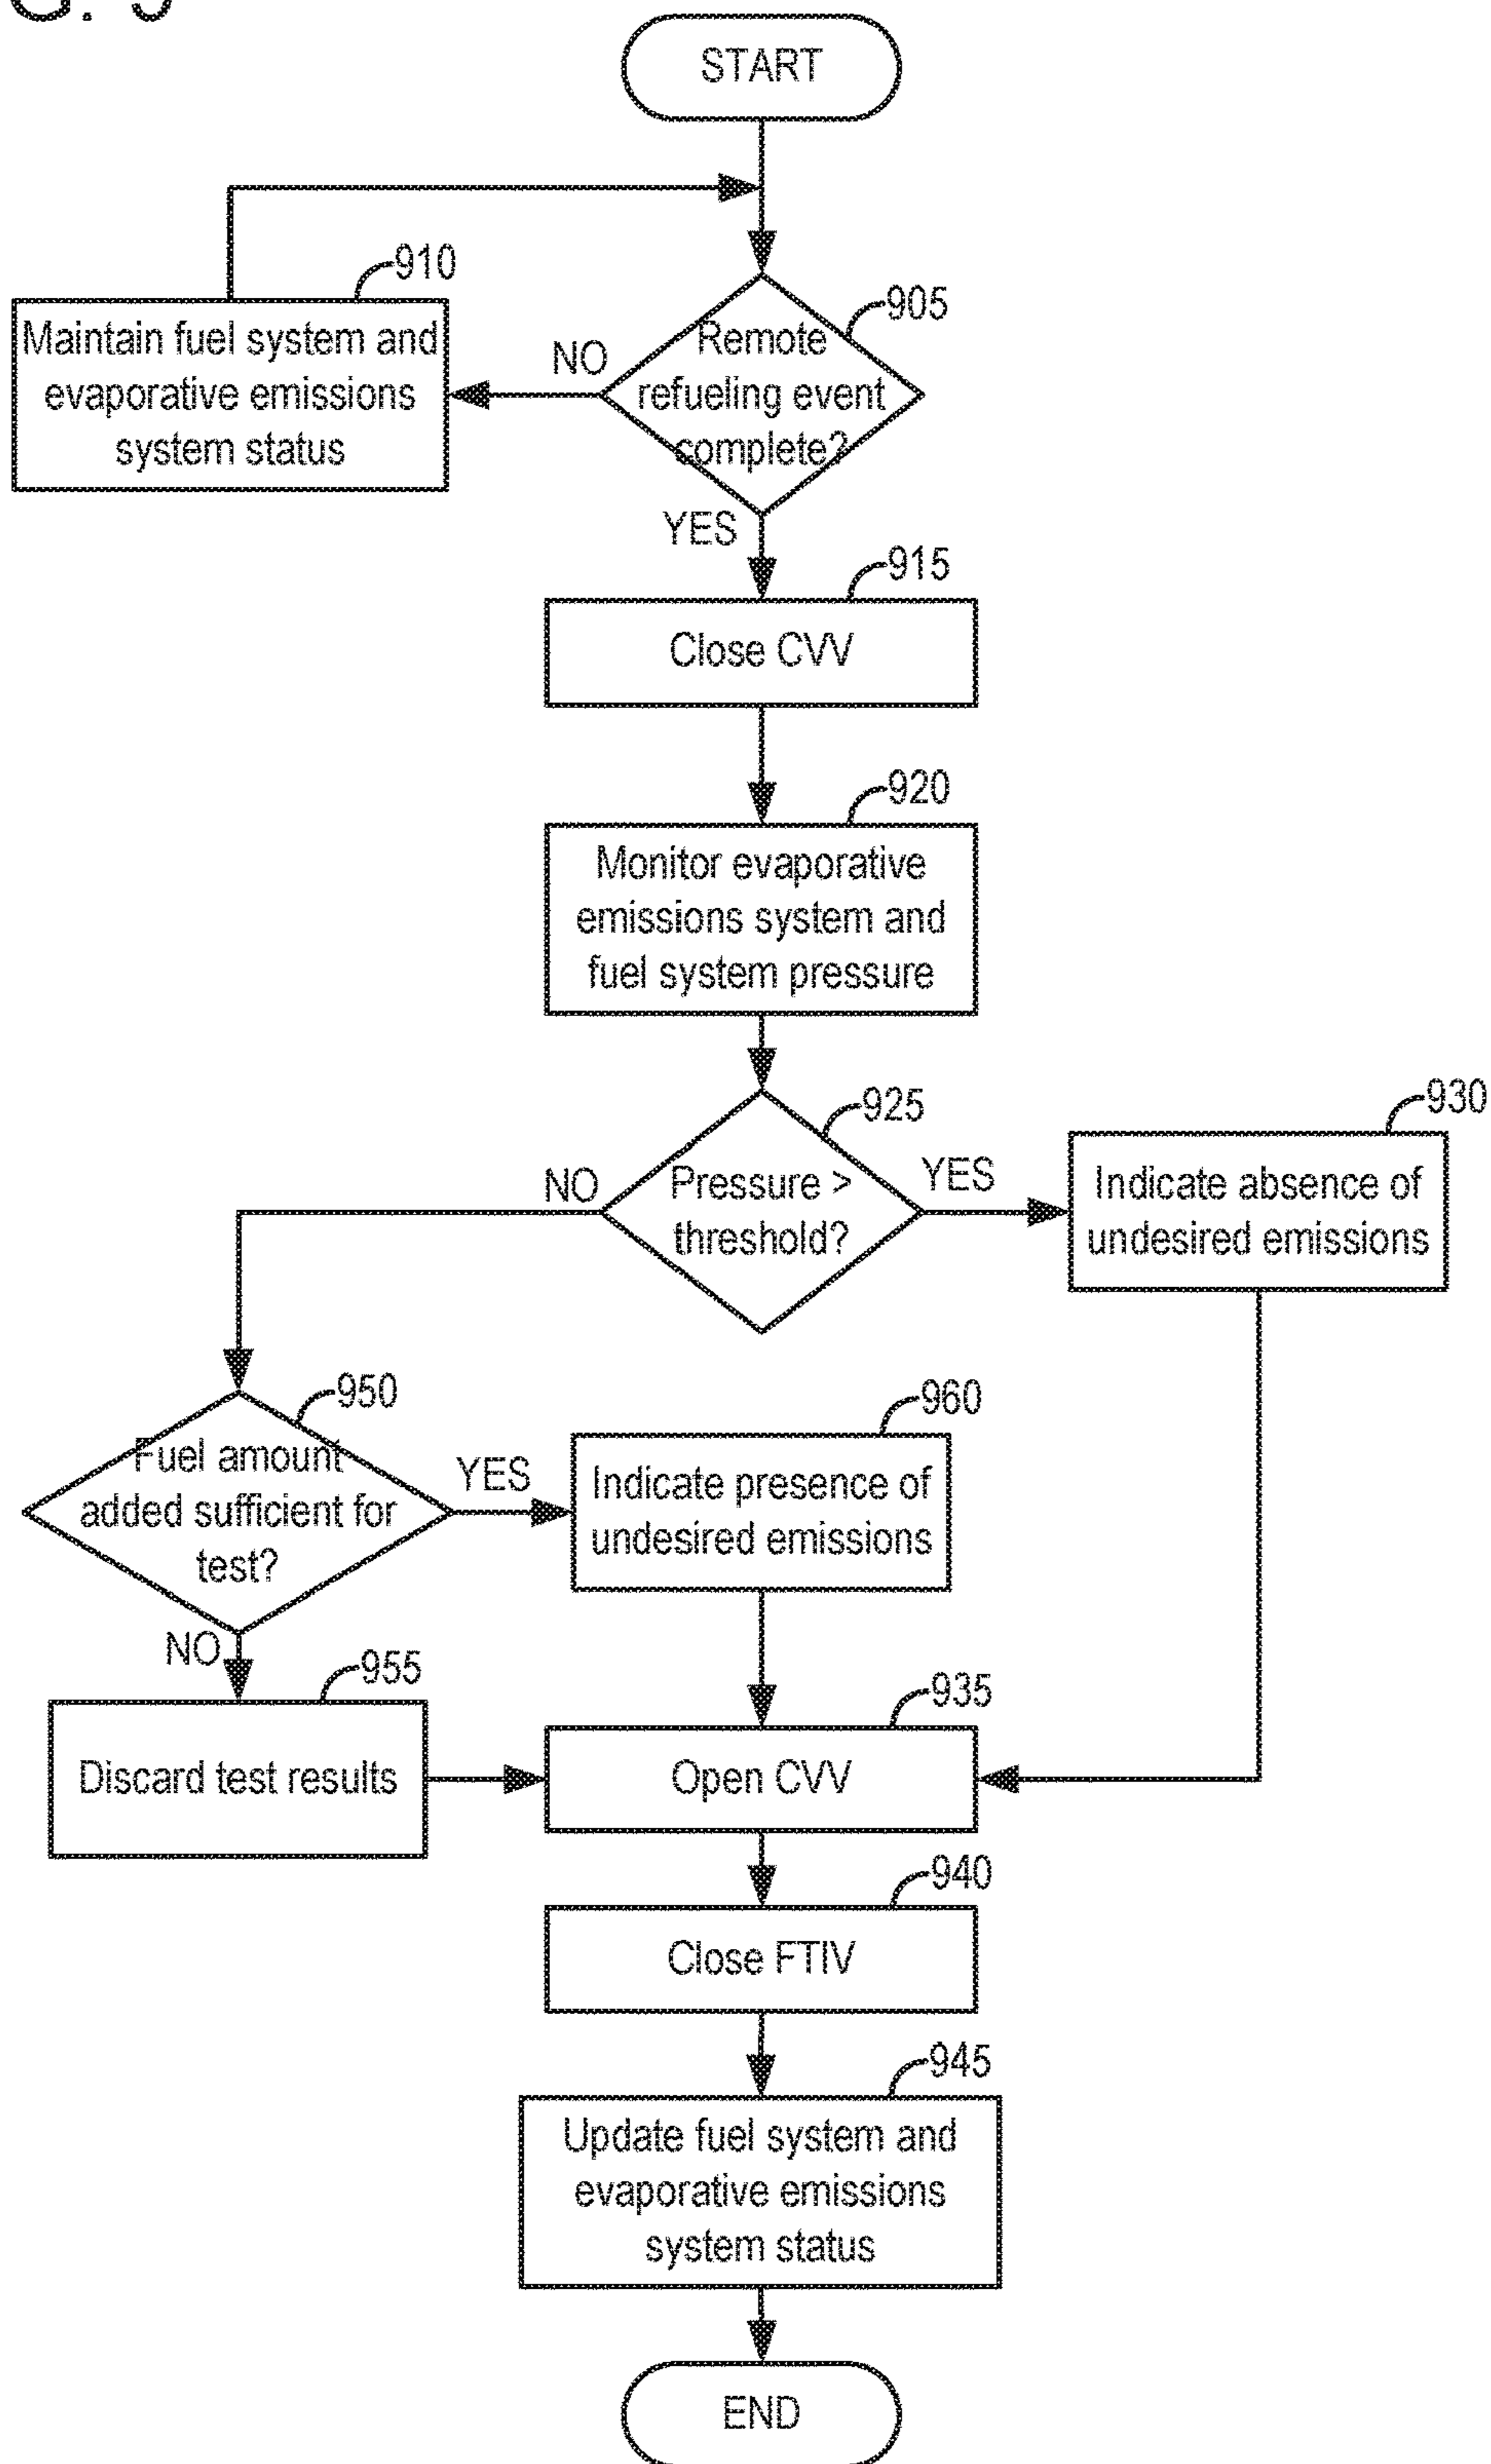 G. 9
START
910
Maintain fuel system and
evaporative emissions
system status
NO
905
Remote
refueling event
complete?
YES
915
Close CVV
920
Monitor evaporative
emissions system and
fuel system pressure
925
NO
Pressure >
threshold?
YES
930
Indicate absence of
undesired emissions
950
Fuel amount
added sufficient for
test?
YES
960
Indicate presence of
undesired emissions
NO
955
Discard test results
935
Open CVV
940
Close FTIV
945
Update fuel system and
evaporative emissions
system status
END